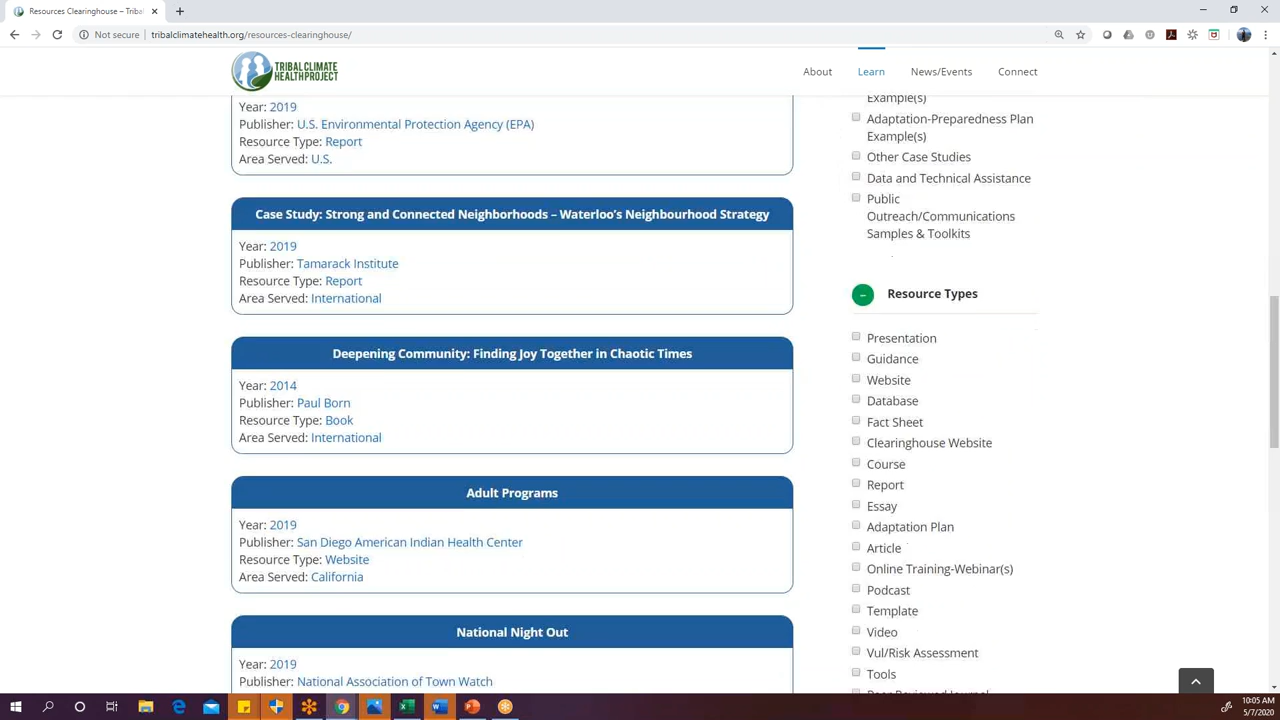 Resources Clearinghouse – Tribal
Not secure
tribalclimatehealth.org/resources-clearinghouse/
TRIBAL CLIMATE
HEALTH PROJECT
About
Learn
News/Events
Connect
Year: 2019
Publisher: U.S. Environmental Protection Agency (EPA)
Resource Type: Report
Area Served: U.S.
Case Study: Strong and Connected Neighborhoods – Waterloo's Neighbourhood Strategy
Year: 2019
Publisher: Tamarack Institute
Resource Type: Report
Area Served: International
Deepening Community: Finding Joy Together in Chaotic Times
Year: 2014
Publisher: Paul Born
Resource Type: Book
Area Served: International
Adult Programs
Year: 2019
Publisher: San Diego American Indian Health Center
Resource Type: Website
Area Served: California
National Night Out
Year: 2019
Publisher: National Association of Town Watch
Example(s)
Adaptation-Preparedness Plan
Example(s)
Other Case Studies
Data and Technical Assistance
Public
Outreach/Communications
Samples & Toolkits
Resource Types
Presentation
Guidance
Website
Database
Fact Sheet
Clearinghouse Website
Course
Report
Essay
Adaptation Plan
Article
Online Training-Webinar(s)
Podcast
Template
Video
Vul/Risk Assessment
Tools
Peer Reviewed Journal
10:05 AM
5/7/2020